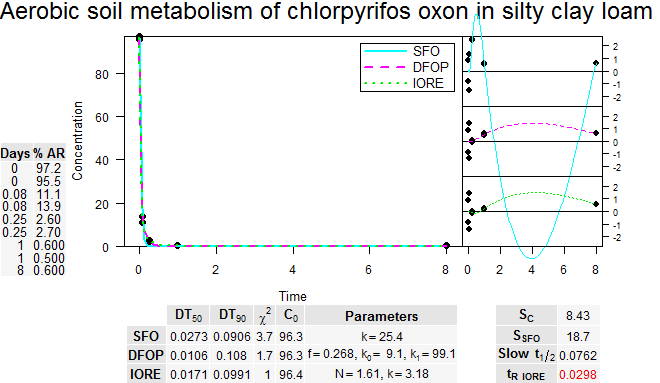 Aerobic soil metabolism of chlorpyrifos oxon in silty clay loam
SFO
DFOP
IORE
Concentration
80
60
40
20
0
0 2 4 6 8
Time
2
1
0
-1
-2
2
1
0
-1
-2
2
1
0
-1
-2
0 2 4 6 8
Days % AR
0 97.2
0 95.5
0.08 11.1
0.08 13.9
0.25 2.60
0.25 2.70
1 0.600
1 0.500
8 0.600
DT50 DT90 χ2 C0 Parameters
SFO 0.0273 0.0906 3.7 96.3 k= 25.4
DFOP 0.0106 0.108 1.7 96.3 f= 0.268, k0= 9.1, k1= 99.1
IORE 0.0171 0.0991 1 96.4 N= 1.61, k= 3.18
SC 8.43
SSFO 18.7
Slow t1/2 0.0762
tR IORE 0.0298